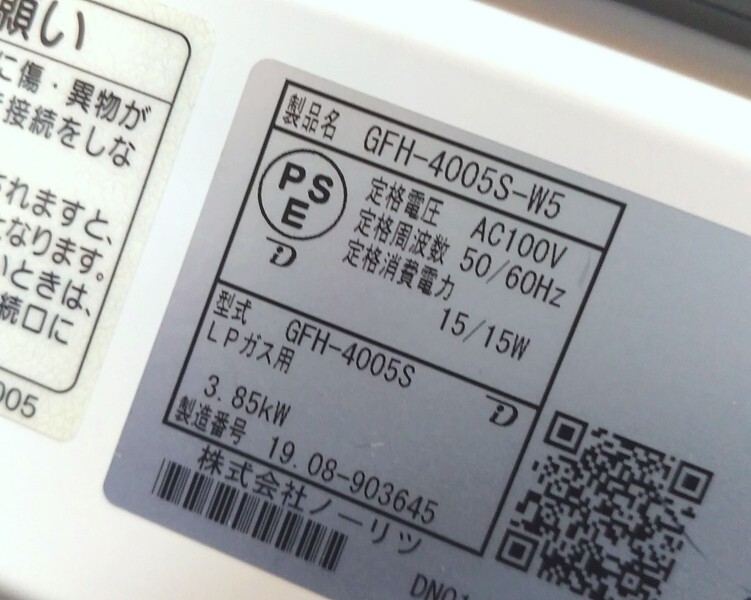 願い
に傷・異物が
接続をしな
されますと、
なります。
いときは、
続口に
005
製品名 GFH-4005S-W5
PSE
定格電圧 AC100V
定格周波数 50/60Hz
定格消費電力
15/15W
型式 GFH-4005S
LPガス用
3.85kW
製造番号 19.08-903645
株式会社ノーリツ